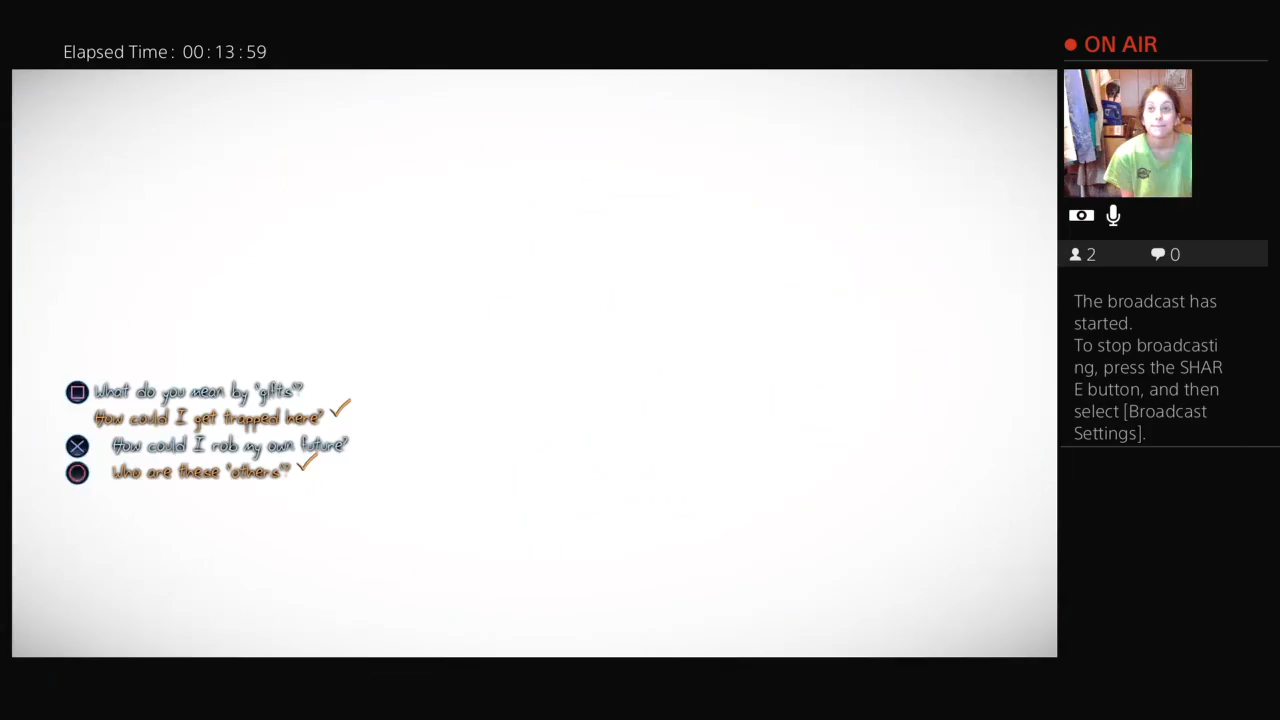 Elapsed Time: 00:13:59
ON AIR
2
0
The broadcast has
started.
To stop broadcasti
ng, press the SHAR
E button, and then
select [Broadcast
Settings].
What do you mean by 'gifts'?
How could I get trapped here?
How could I rob my own future?
Who are these 'others'?